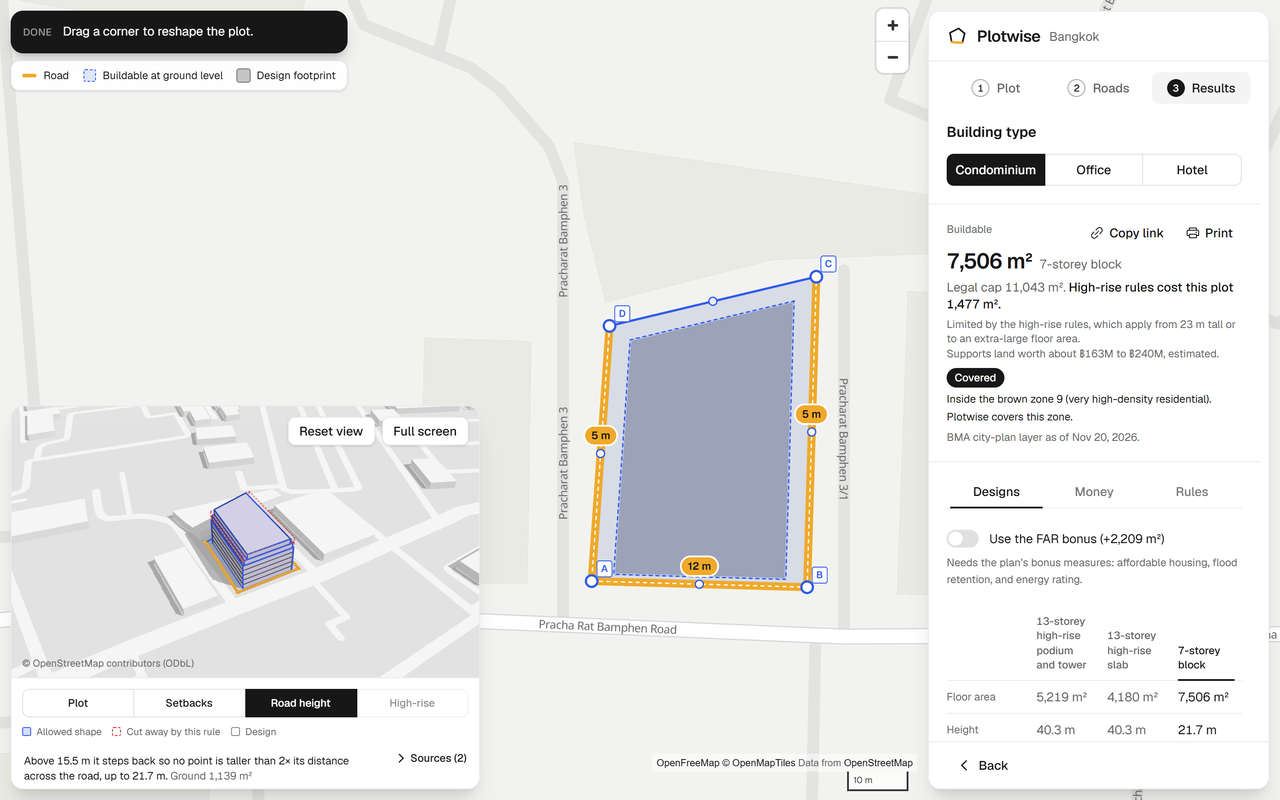 DONE Drag a corner to reshape the plot.
Road Buildable at ground level Design footprint
+
−
Pracharat Bamphen 3
Pracharat Bamphen 3
Pracharat Bamphen 3/1
Pracha Rat Bamphen Road
A
B
C
D
5 m
5 m
12 m
OpenFreeMap © OpenMapTiles Data from OpenStreetMap
10 m
Reset view
Full screen
© OpenStreetMap contributors (ODbL)
Plot Setbacks Road height High-rise
Allowed shape Cut away by this rule Design
Above 15.5 m it steps back so no point is taller than 2× its distance
across the road, up to 21.7 m. Ground 1,139 m²
Sources (2)
Plotwise Bangkok
1 Plot 2 Roads 3 Results
Building type
Condominium Office Hotel
Buildable
Copy link Print
7,506 m² 7-storey block
Legal cap 11,043 m². High-rise rules cost this plot
1,477 m².
Limited by the high-rise rules, which apply from 23 m tall or
to an extra-large floor area.
Supports land worth about ฿163M to ฿240M, estimated.
Covered
Inside the brown zone 9 (very high-density residential).
Plotwise covers this zone.
BMA city-plan layer as of Nov 20, 2026.
Designs Money Rules
Use the FAR bonus (+2,209 m²)
Needs the plan's bonus measures: affordable housing, flood
retention, and energy rating.
13-storey
high-rise
podium
and tower
13-storey
high-rise
slab
7-storey
block
Floor area 5,219 m² 4,180 m² 7,506 m²
Height 40.3 m 40.3 m 21.7 m
Back